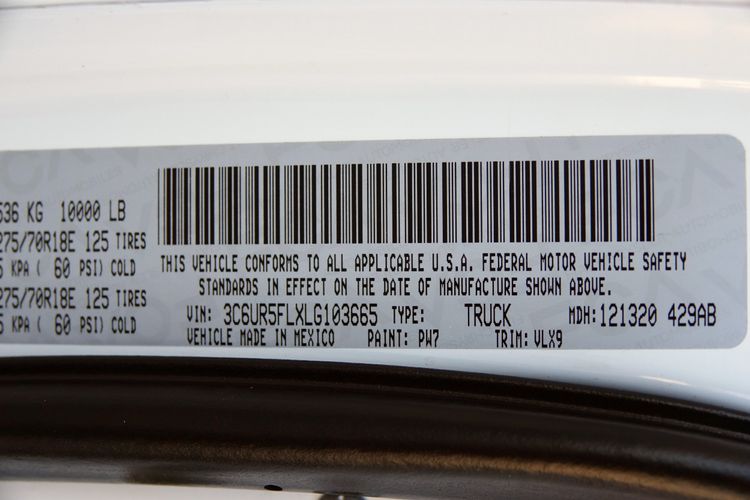 536 KG 10000 LB
275/70R18E 125 TIRES
5 KPA ( 60 PSI) COLD
275/70R18E 125 TIRES
5 KPA ( 60 PSI) COLD
THIS VEHICLE CONFORMS TO ALL APPLICABLE U.S.A. FEDERAL MOTOR VEHICLE SAFETY
STANDARDS IN EFFECT ON THE DATE OF MANUFACTURE SHOWN ABOVE.
VIN: 3C6UR5FLXLG103665 TYPE: TRUCK MDH: 121320 429AB
VEHICLE MADE IN MEXICO PAINT: PW7 TRIM: VLX9